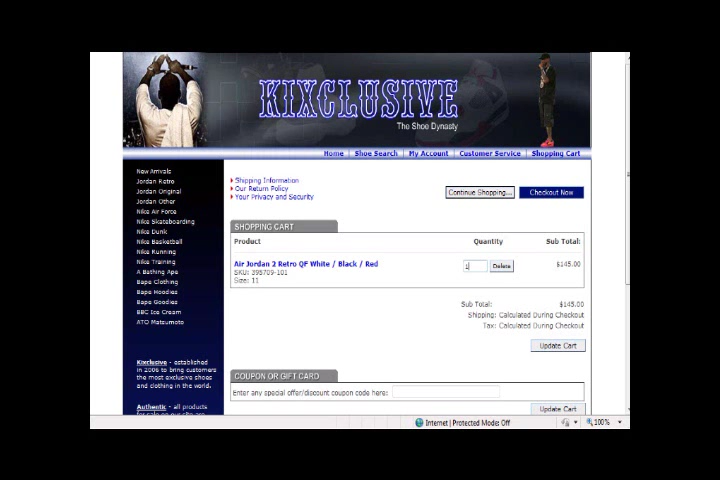 KIXCLUSIVE
The Shoe Dynasty
Home | Shoe Search | My Account | Customer Service | Shopping Cart
New Arrivals
Jordan Retro
Jordan Original
Jordan Other
Nike Air Force
Nike Skateboarding
Nike Dunk
Nike Basketball
Nike Running
Nike Training
A Bathing Ape
Bape Clothing
Bape Hoodies
Bape Goodies
BBC Ice Cream
ATO Matsumoto
Kixclusive - established
in 2006 to bring customers
the most exclusive shoes
and clothing in the world.
Authentic - all products
for sale on our site are
Shipping Information
Our Return Policy
Your Privacy and Security
Continue Shopping... Checkout Now
SHOPPING CART
Product Quantity Sub Total:
Air Jordan 2 Retro QF White / Black / Red 1 Delete $145.00
SKU: 395709-101
Size: 11
Sub Total: $145.00
Shipping: Calculated During Checkout
Tax: Calculated During Checkout
Update Cart
COUPON OR GIFT CARD
Enter any special offer/discount coupon code here:
Update Cart
Internet | Protected Mode: Off 100%